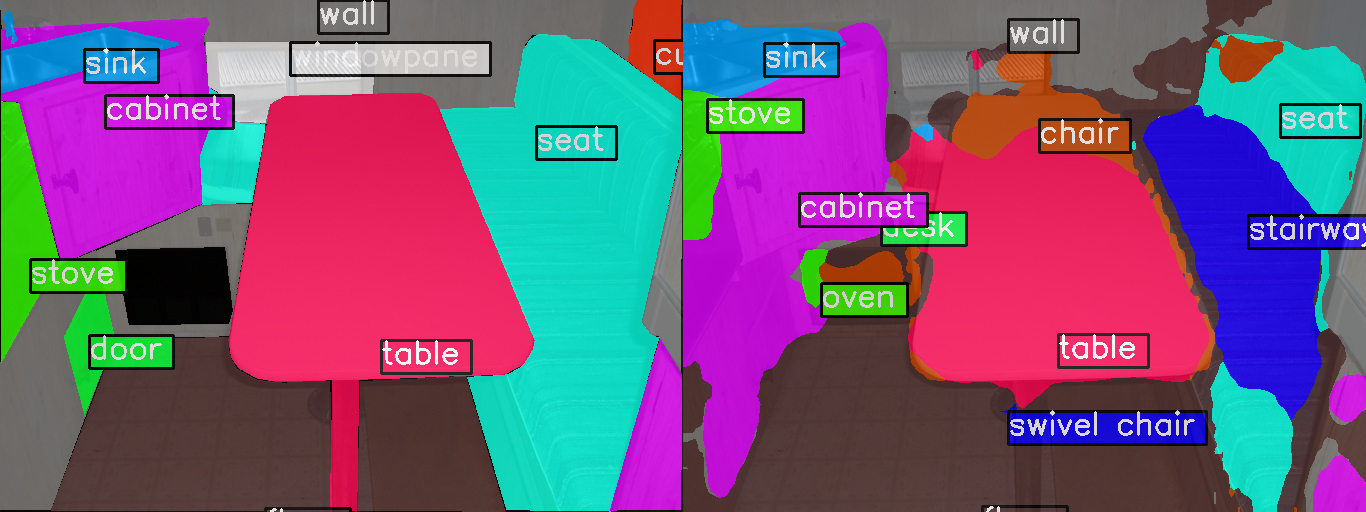 wall
windowpane
sink
cu
cabinet
seat
stove
door
table
wall
sink
stove
chair
seat
cabinet
desk
stairway
oven
table
swivel chair